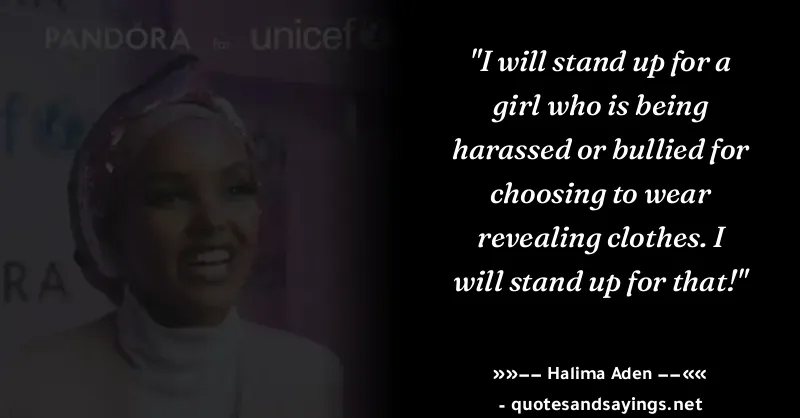 PANDÓRA for unicef
"I will stand up for a
girl who is being
harassed or bullied for
choosing to wear
revealing clothes. I
will stand up for that!"
RA
»»−− Halima Aden −−««
- quotesandsayings.net